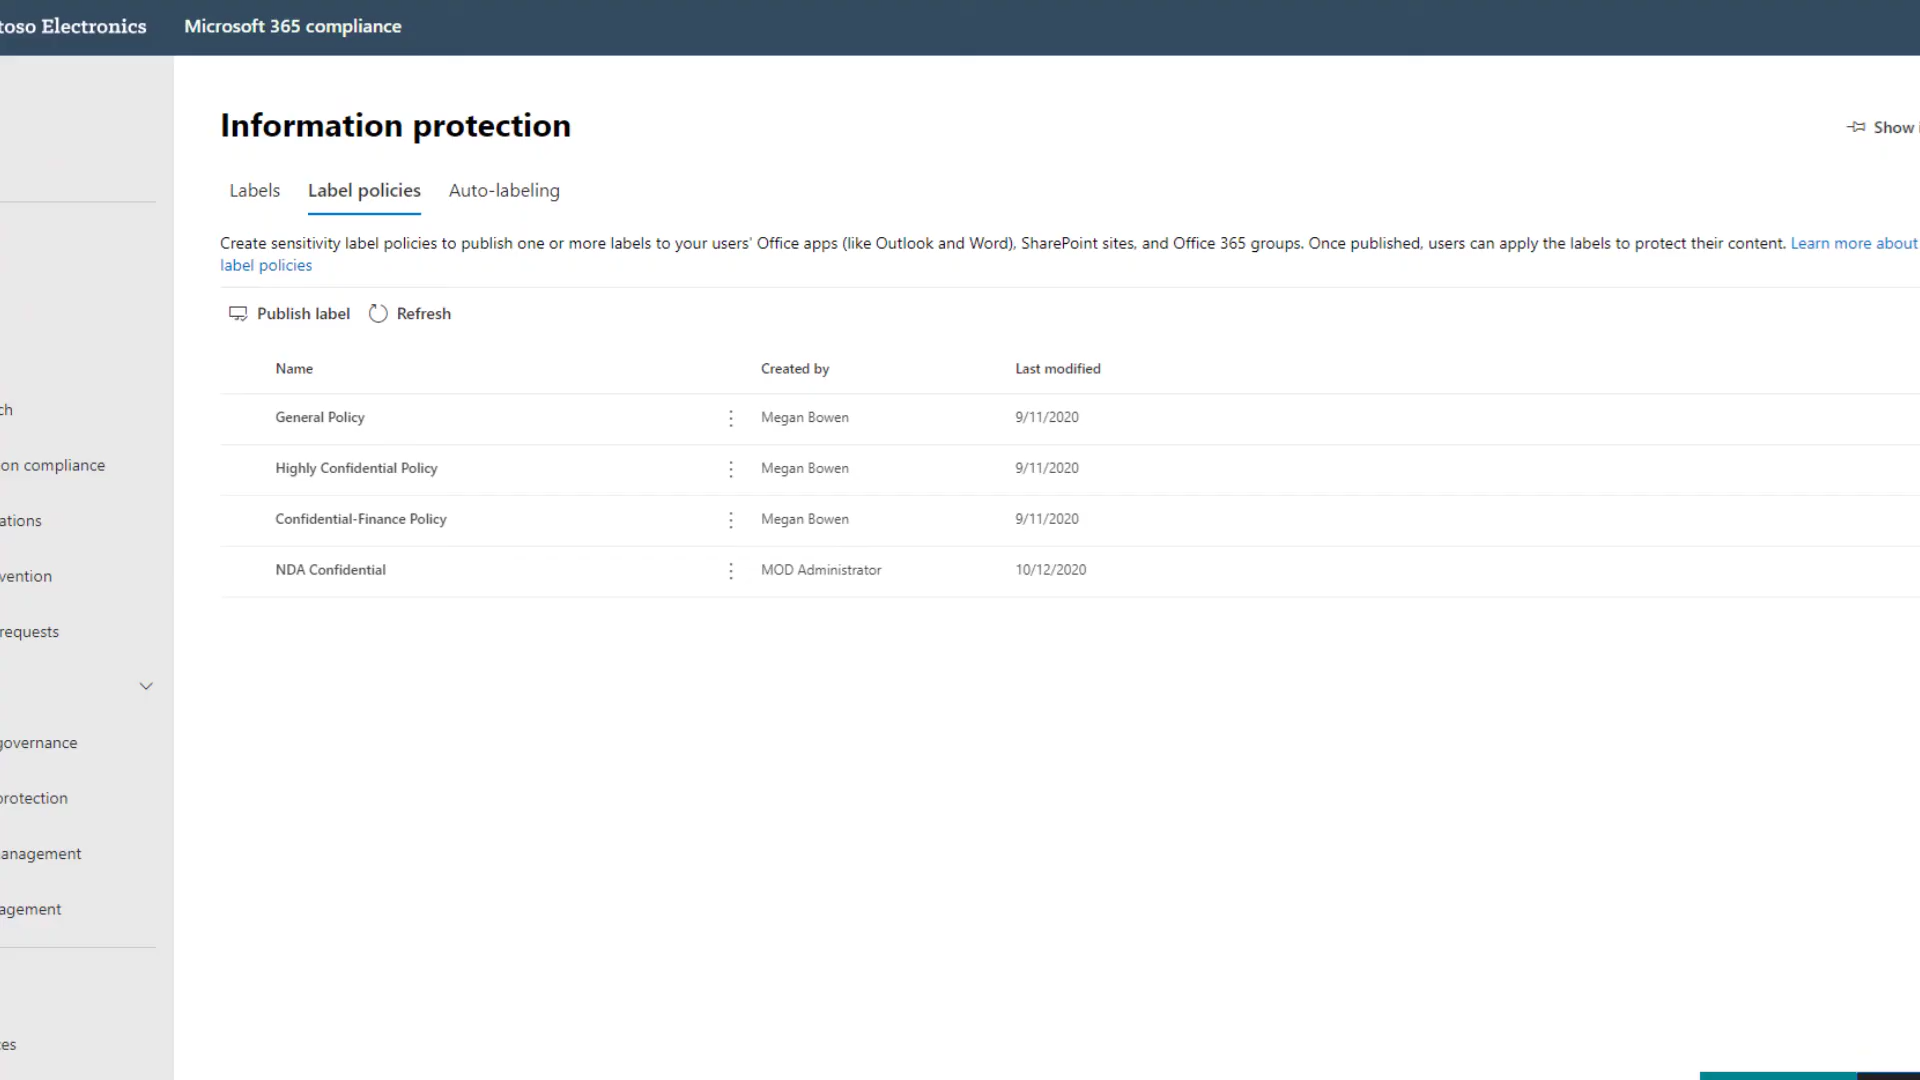 toso Electronics Microsoft 365 compliance
Information protection
Show
Labels Label policies Auto-labeling
Create sensitivity label policies to publish one or more labels to your users' Office apps (like Outlook and Word), SharePoint sites, and Office 365 groups. Once published, users can apply the labels to protect their content. Learn more about
label policies
Publish label Refresh
Name Created by Last modified
General Policy Megan Bowen 9/11/2020
Highly Confidential Policy Megan Bowen 9/11/2020
Confidential-Finance Policy Megan Bowen 9/11/2020
NDA Confidential MOD Administrator 10/12/2020
ch
on compliance
ations
vention
requests
governance
protection
anagement
agement
es